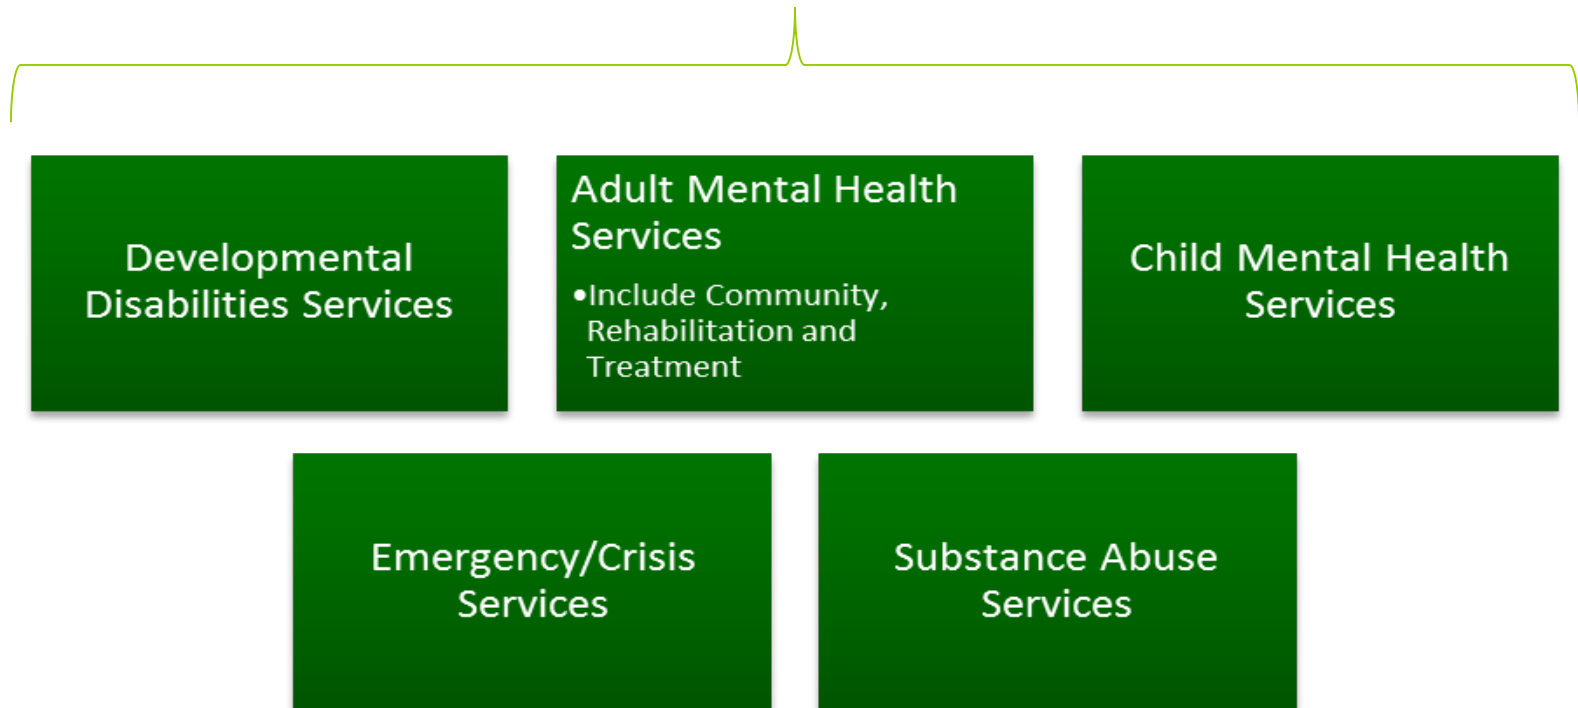 Developmental
Disabilities Services
Adult Mental Health
Services
•Include Community,
Rehabilitation and
Treatment
Child Mental Health
Services
Emergency/Crisis
Services
Substance Abuse
Services